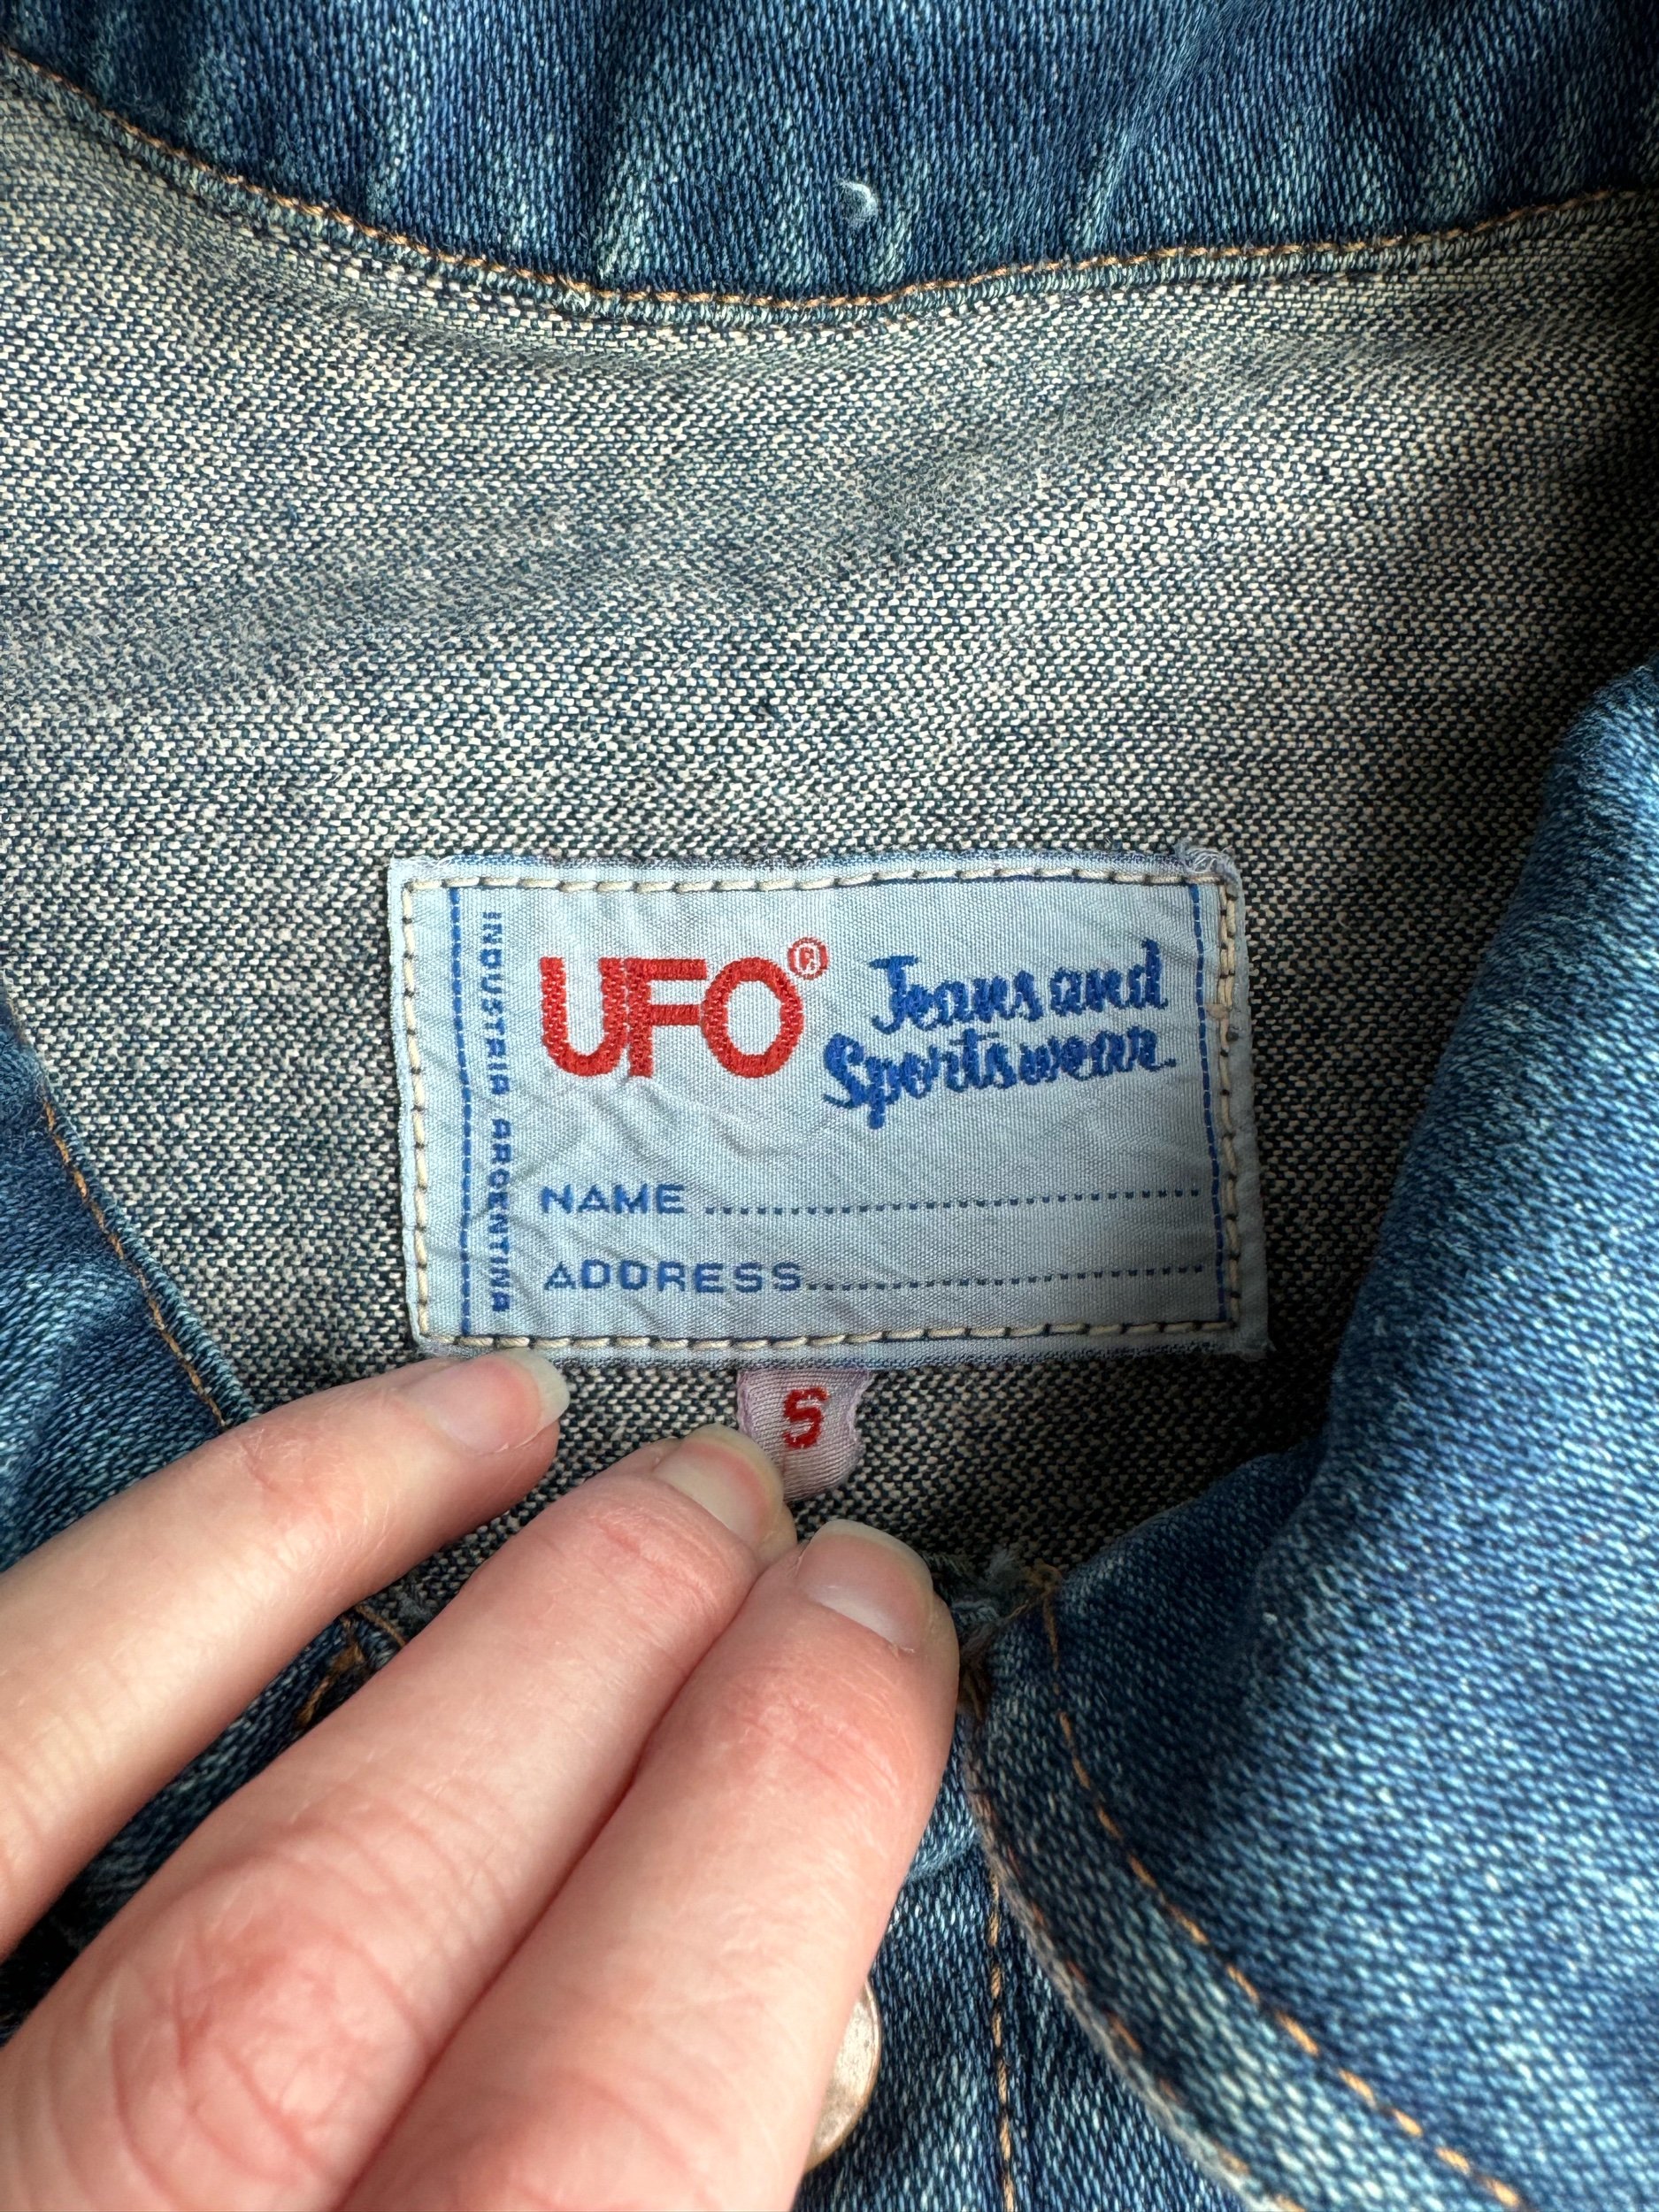 INDUSTRIA ARGENTINA
UFO® Jeans and
Sportswear
NAME ........................................
ADDRESS........................................
S